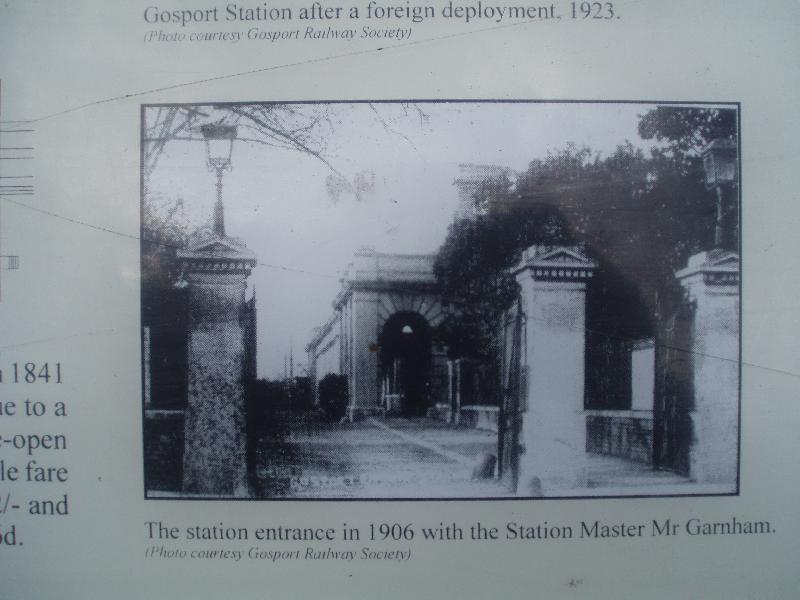 Gosport Station after a foreign deployment, 1923.
(Photo courtesy Gosport Railway Society)
1841
ue to a
-open
le fare
/- and
d.
The station entrance in 1906 with the Station Master Mr Garnham.
(Photo courtesy Gosport Railway Society)